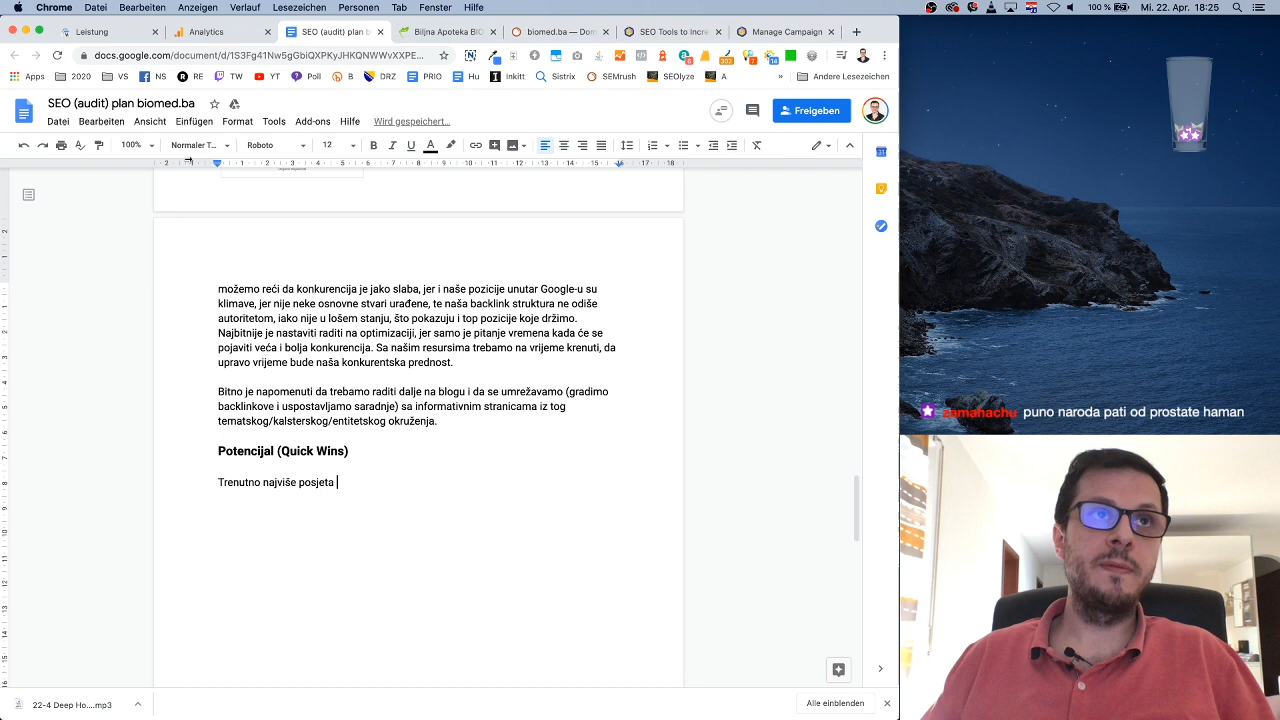 Chrome Datei Bearbeiten Anzeigen Verlauf Lesezeichen Personen Tab Fenster Hilfe 100 % Mi. 22. Apr. 18:25
Leistung Analytics SEO (audit) plan b Biljna Apoteka BIO biomed.ba — Dom SEO Tools to Incre Manage Campaign
docs.google.com/document/d/1S3Fg41Nw5gGbiQXPKyJHKQNWWvXXPE...
Apps 2020 VS NS RE TW YT Poll B DRZ PRIO Hu Inkitt Sistrix SEMrush SEOlyze A » Andere Lesezeichen
SEO (audit) plan biomed.ba
Datei Bearbeiten Ansicht Einfügen Format Tools Add-ons Hilfe Wird gespeichert... Freigeben
100% Normaler T... Roboto 12
možemo reći da konkurencija je jako slaba, jer i naše pozicije unutar Google-u su
klimave, jer nije neke osnovne stvari urađene, te naša backlink struktura ne odiše
autoritetom, iako nije u lošem stanju, što pokazuju i top pozicije koje držimo.
Najbitnije je nastaviti raditi na optimizaciji, jer samo je pitanje vremena kada će se
pojaviti veća i bolja konkurencija. Sa našim resursima trebamo na vrijeme krenuti, da
upravo vrijeme bude naša konkurentska prednost.
Bitno je napomenuti da trebamo raditi dalje na blogu i da se umrežavamo (gradimo
backlinkove i uspostavljamo saradnje) sa informativnim stranicama iz tog
tematskog/kalsterskog/entitetskog okruženja.
Potencijal (Quick Wins)
Trenutno najviše posjeta
zamahachu: puno naroda pati od prostate haman
22-4 Deep Ho....mp3
Alle einblenden